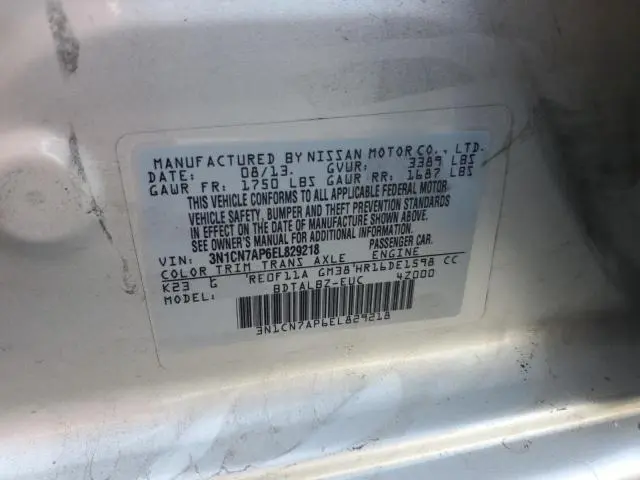 MANUFACTURED BY NISSAN MOTOR CO., LTD.
DATE: 08/13. GVWR: 3389 LBS
GAWR FR: 1750 LBS GAWR RR: 1687 LBS
THIS VEHICLE CONFORMS TO ALL APPLICABLE FEDERAL MOTOR
VEHICLE SAFETY, BUMPER AND THEFT PREVENTION STANDARDS
IN EFFECT ON THE DATE OF MANUFACTURE SHOWN ABOVE.
SEE OWNER'S MANUAL FOR ADDITIONAL INFORMATION.
VIN: 3N1CN7AP6EL829218 PASSENGER CAR.
COLOR TRIM TRANS AXLE ENGINE
K23 G RE0F11A GM38 HR16DE1598 CC
MODEL: BDTALBZ-EUC 4Z000
3N1CN7AP6EL829218